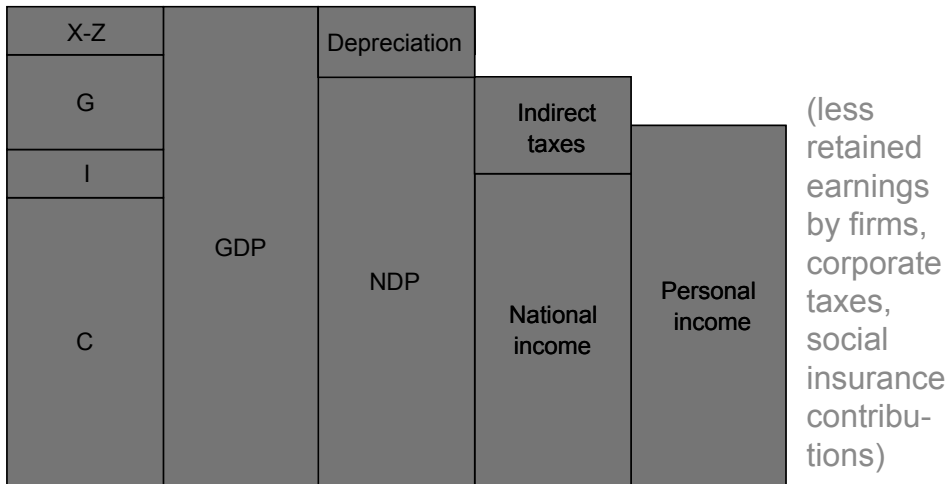 X-Z
G
I
C
GDP
Depreciation
NDP
Indirect
taxes
National
income
Personal
income
(less
retained
earnings
by firms,
corporate
taxes,
social
insurance
contribu-
tions)